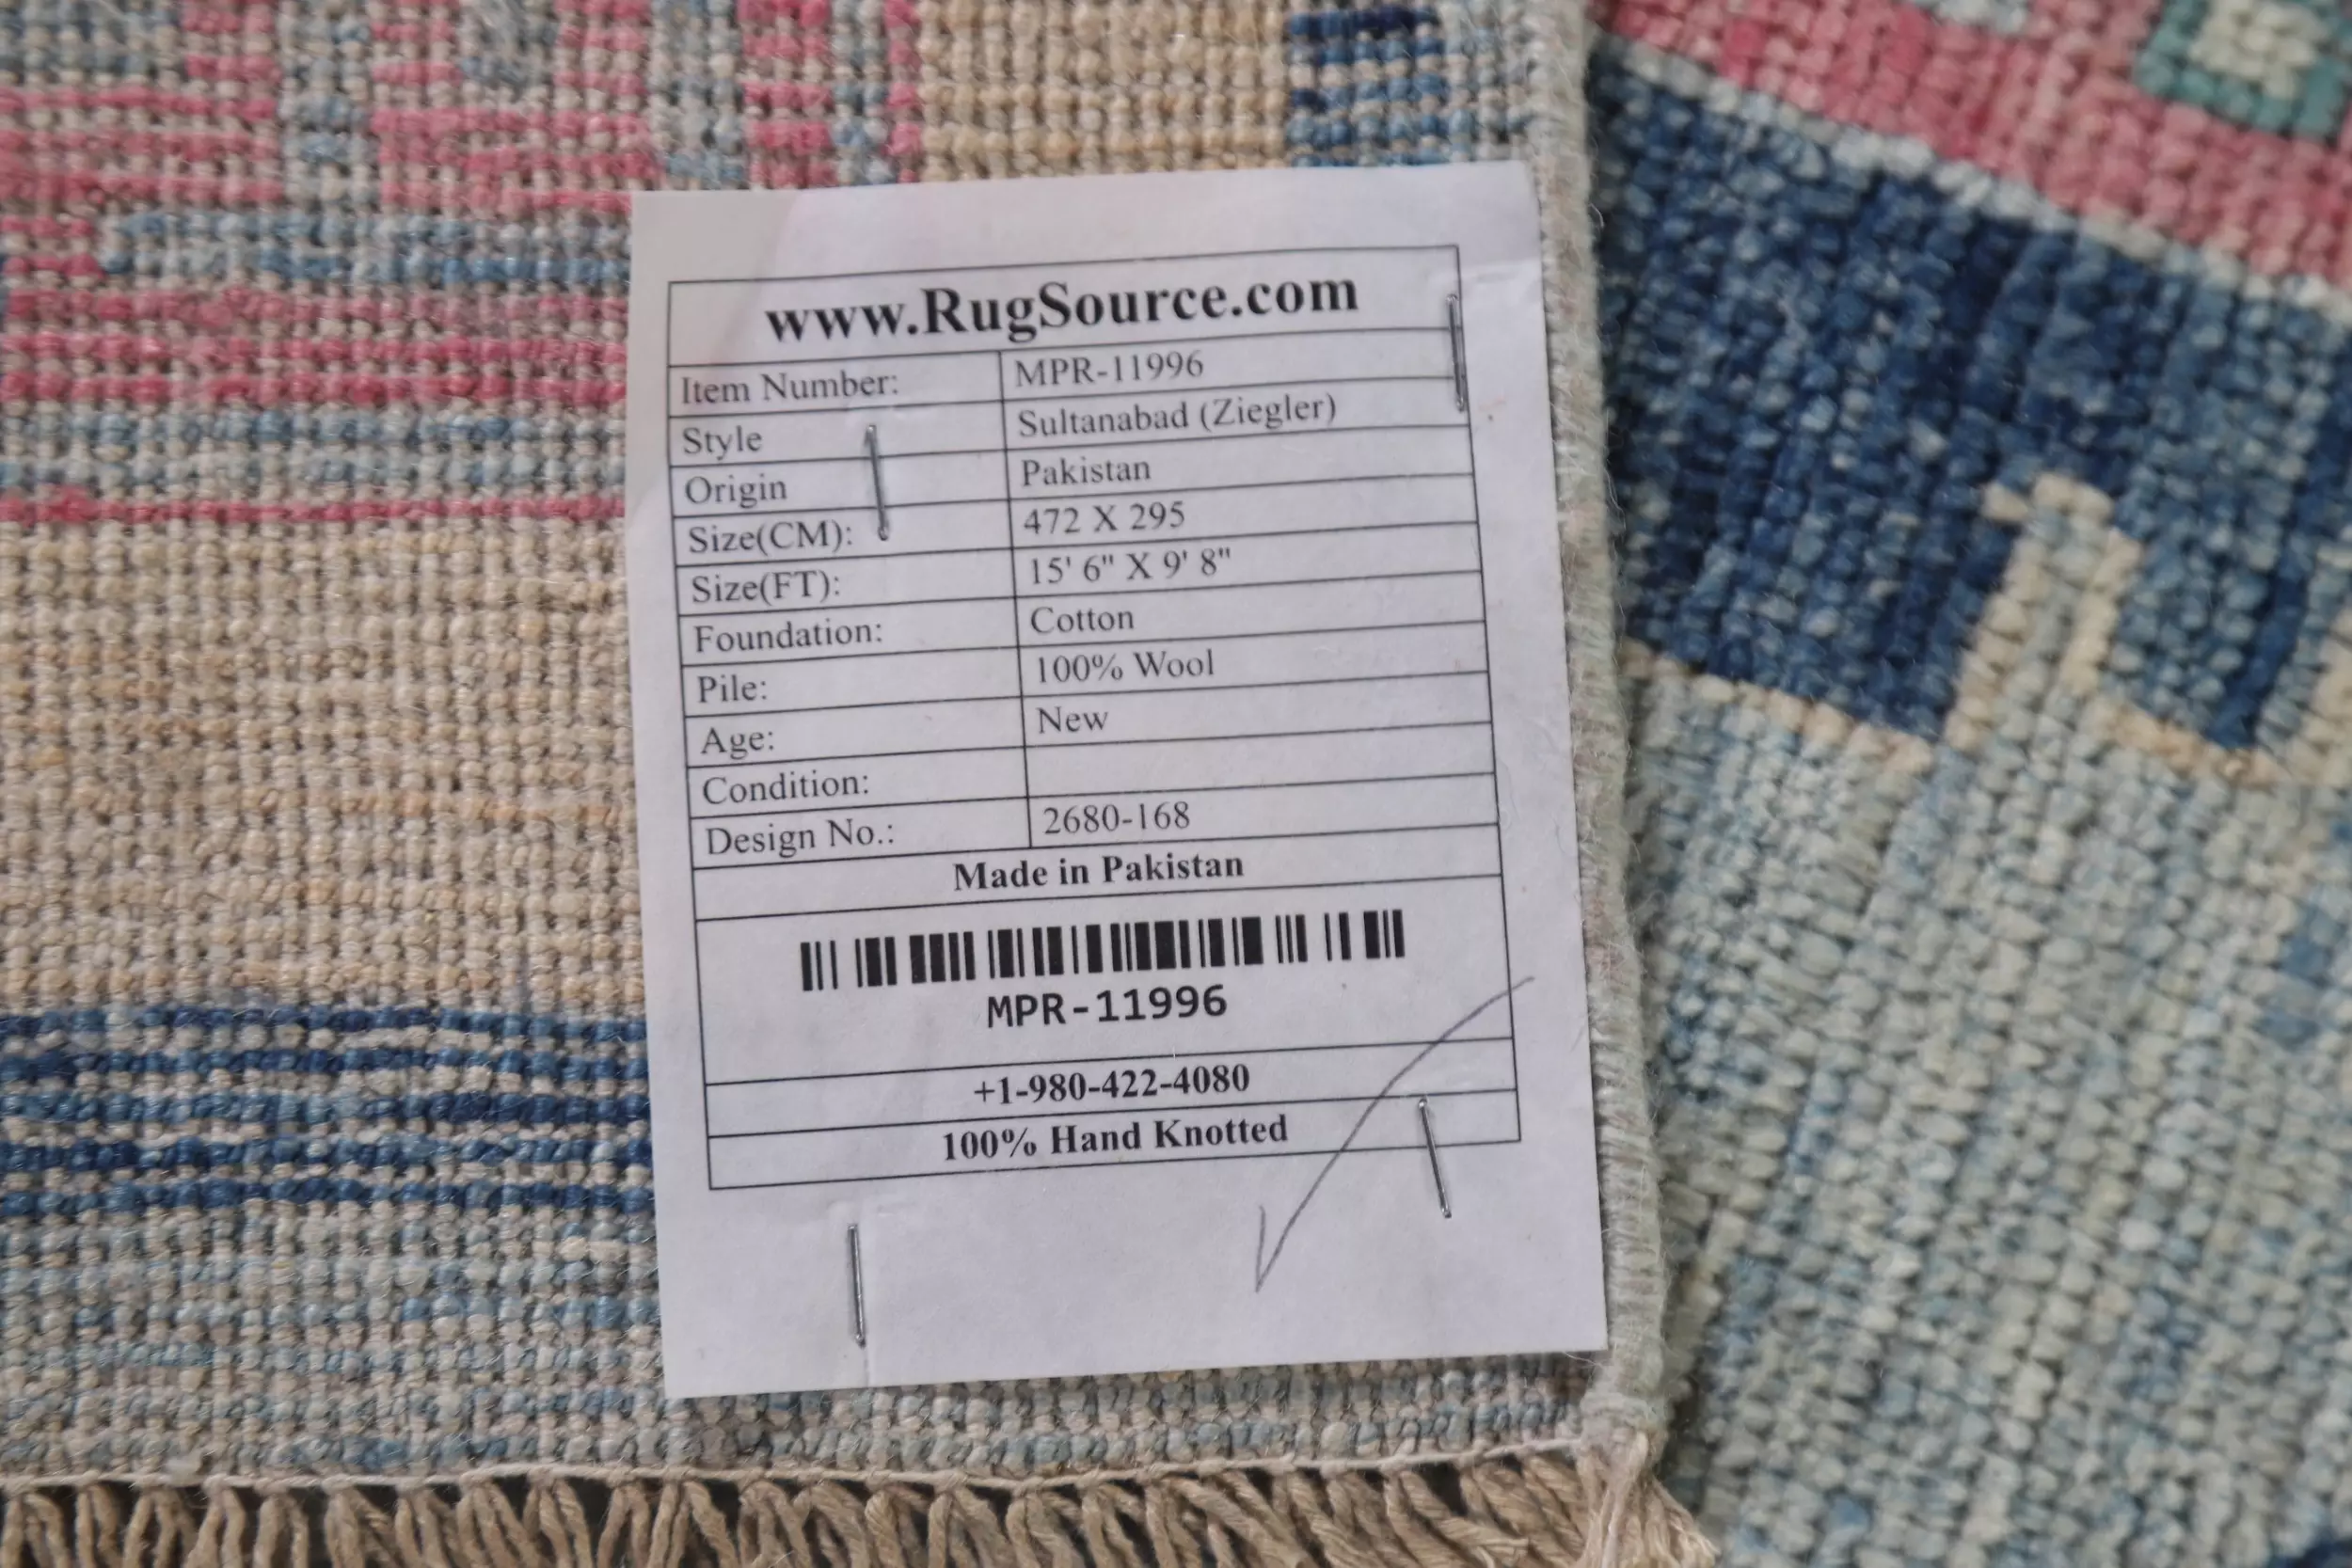 www.RugSource.com
Item Number: MPR-11996
Style Sultanabad (Ziegler)
Origin Pakistan
Size(CM): 472 X 295
Size(FT): 15' 6" X 9' 8"
Foundation: Cotton
Pile: 100% Wool
Age: New
Condition:
Design No.: 2680-168
Made in Pakistan
MPR-11996
+1-980-422-4080
100% Hand Knotted